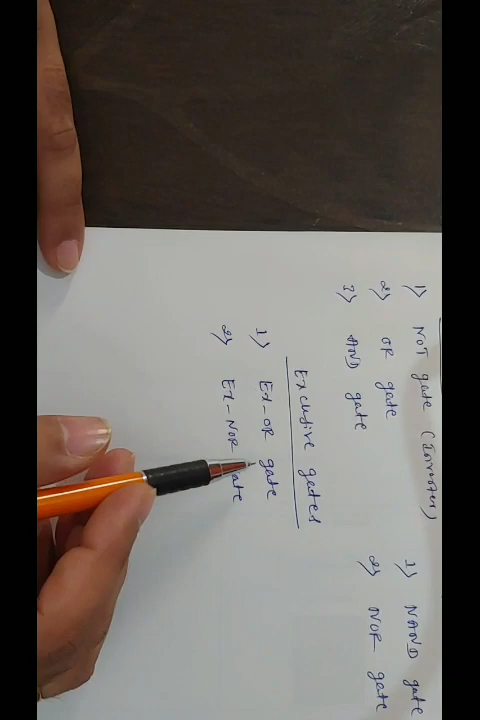 1) NOT gate (Inverter)
2) OR gate
3) AND gate
1) NAND gate
2) NOR gate
Exclutive gates
1) Ex-OR gate
2) Ex-NOR gate